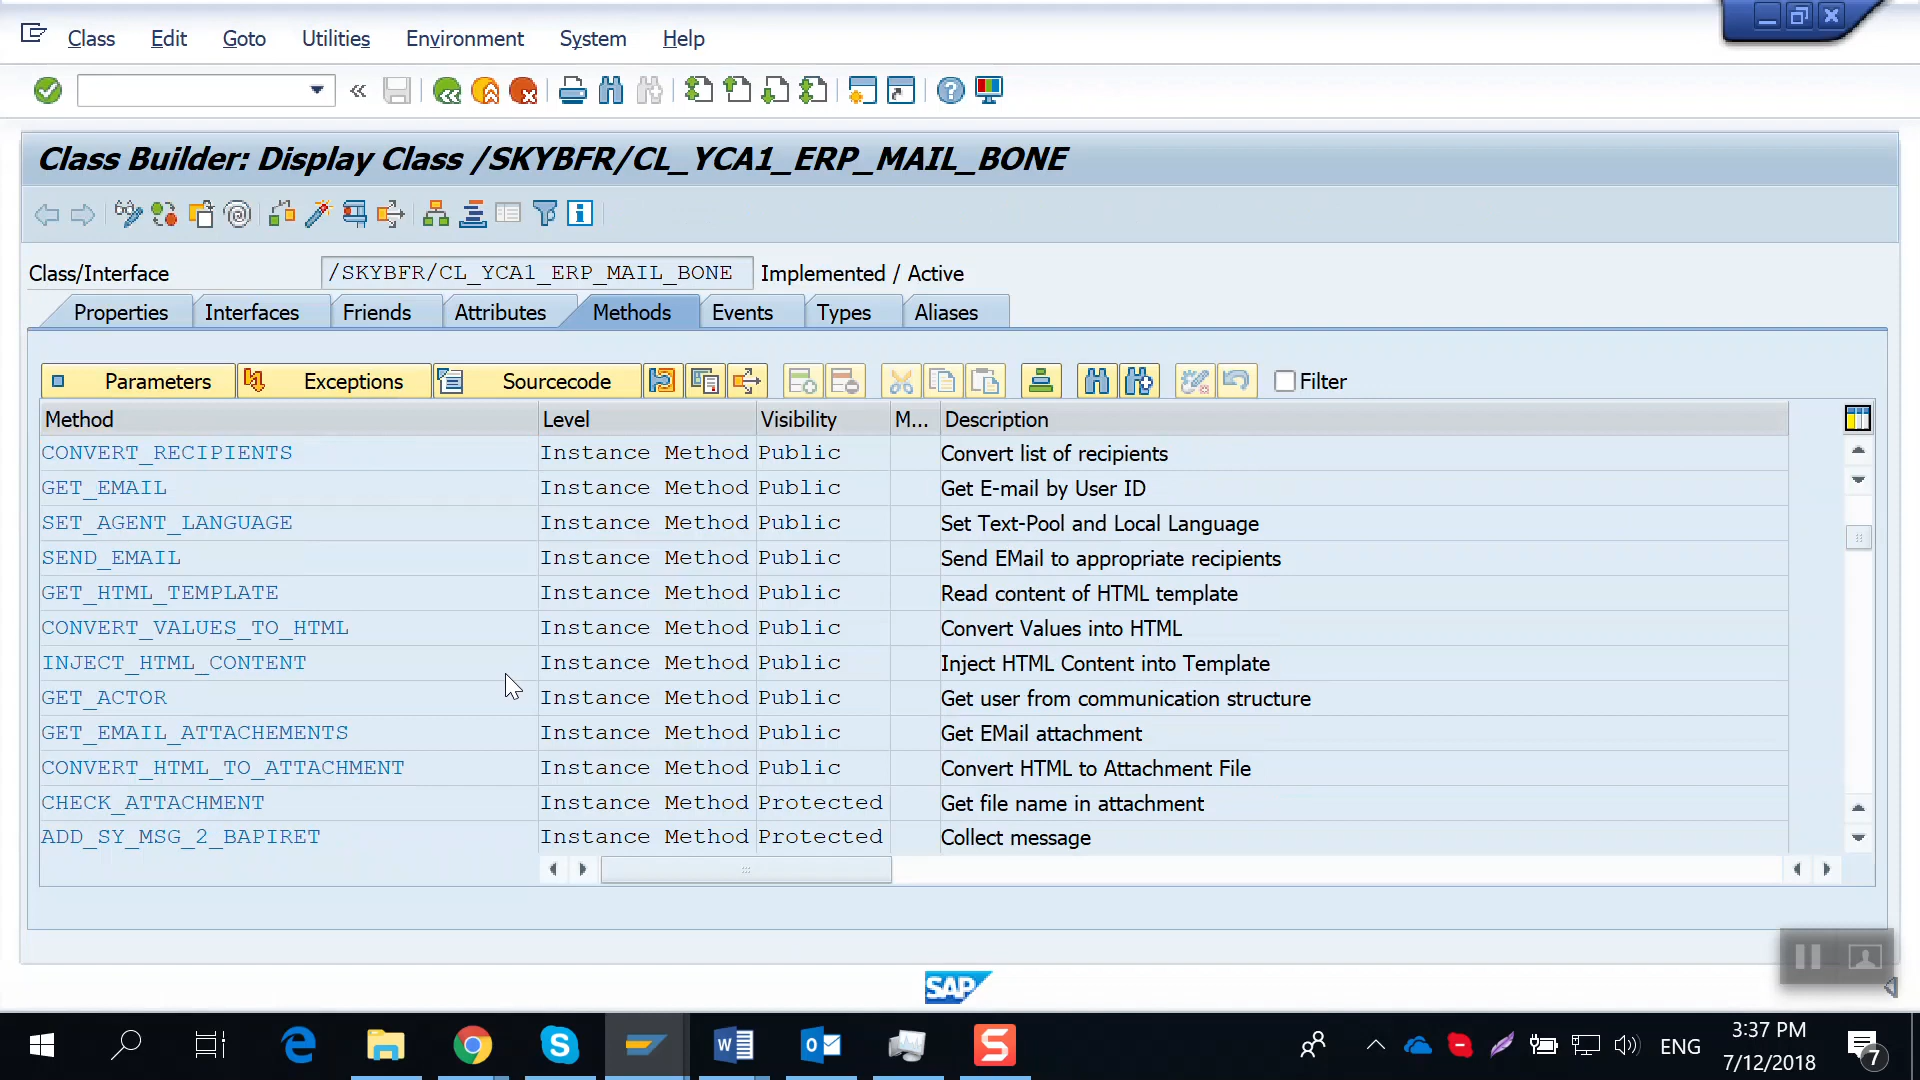 Class Edit Goto Utilities Environment System Help
Class Builder: Display Class /SKYBFR/CL_YCA1_ERP_MAIL_BONE
Class/Interface /SKYBFR/CL_YCA1_ERP_MAIL_BONE Implemented / Active
Properties Interfaces Friends Attributes Methods Events Types Aliases
Parameters Exceptions Sourcecode Filter
Method Level Visibility M... Description
CONVERT_RECIPIENTS Instance Method Public Convert list of recipients
GET_EMAIL Instance Method Public Get E-mail by User ID
SET_AGENT_LANGUAGE Instance Method Public Set Text-Pool and Local Language
SEND_EMAIL Instance Method Public Send EMail to appropriate recipients
GET_HTML_TEMPLATE Instance Method Public Read content of HTML template
CONVERT_VALUES_TO_HTML Instance Method Public Convert Values into HTML
INJECT_HTML_CONTENT Instance Method Public Inject HTML Content into Template
GET_ACTOR Instance Method Public Get user from communication structure
GET_EMAIL_ATTACHEMENTS Instance Method Public Get EMail attachment
CONVERT_HTML_TO_ATTACHMENT Instance Method Public Convert HTML to Attachment File
CHECK_ATTACHMENT Instance Method Protected Get file name in attachment
ADD_SY_MSG_2_BAPIRET Instance Method Protected Collect message
SAP
ENG
3:37 PM
7/12/2018
7